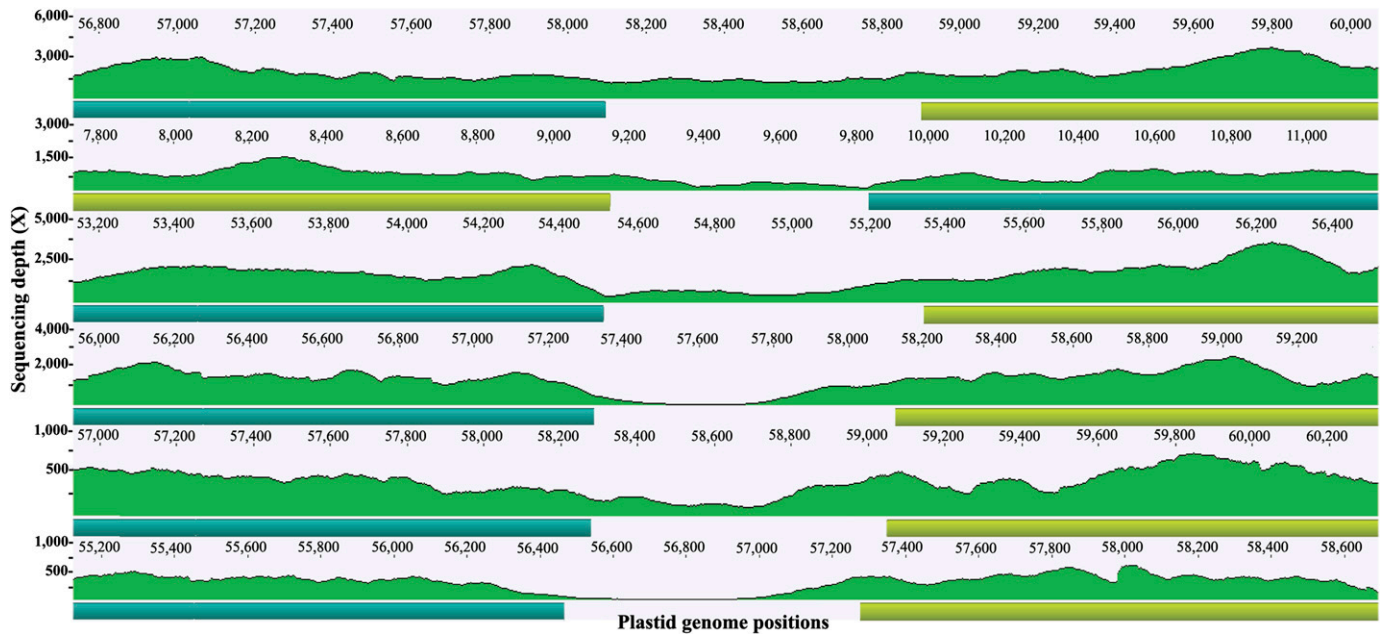 6,000
56,800 57,000 57,200 57,400 57,600 57,800 58,000 58,200 58,400 58,600 58,800 59,000 59,200 59,400 59,600 59,800 60,000
3,000
3,000
7,800 8,000 8,200 8,400 8,600 8,800 9,000 9,200 9,400 9,600 9,800 10,000 10,200 10,400 10,600 10,800 11,000
1,500
5,000
53,200 53,400 53,600 53,800 54,000 54,200 54,400 54,600 54,800 55,000 55,200 55,400 55,600 55,800 56,000 56,200 56,400
2,500
4,000
56,000 56,200 56,400 56,600 56,800 57,000 57,200 57,400 57,600 57,800 58,000 58,200 58,400 58,600 58,800 59,000 59,200
2,000
1,000
57,000 57,200 57,400 57,600 57,800 58,000 58,200 58,400 58,600 58,800 59,000 59,200 59,400 59,600 59,800 60,000 60,200
500
1,000
55,200 55,400 55,600 55,800 56,000 56,200 56,400 56,600 56,800 57,000 57,200 57,400 57,600 57,800 58,000 58,200 58,400 58,600
500
Sequencing depth (X)
Plastid genome positions